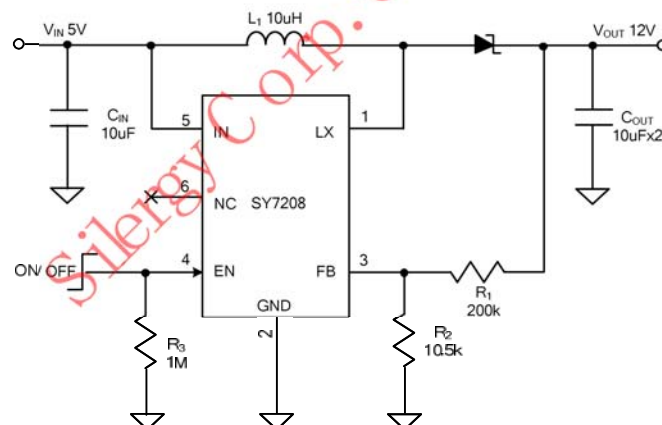 L1 10uH
VIN 5V
VOUT 12V
CIN
10uF
COUT
10uFx2
5
IN
LX
1
6
NC
SY7208
ON/OFF
4
EN
FB
3
GND
2
R1
200k
R2
10.5k
R3
1M
Silergy Corp.